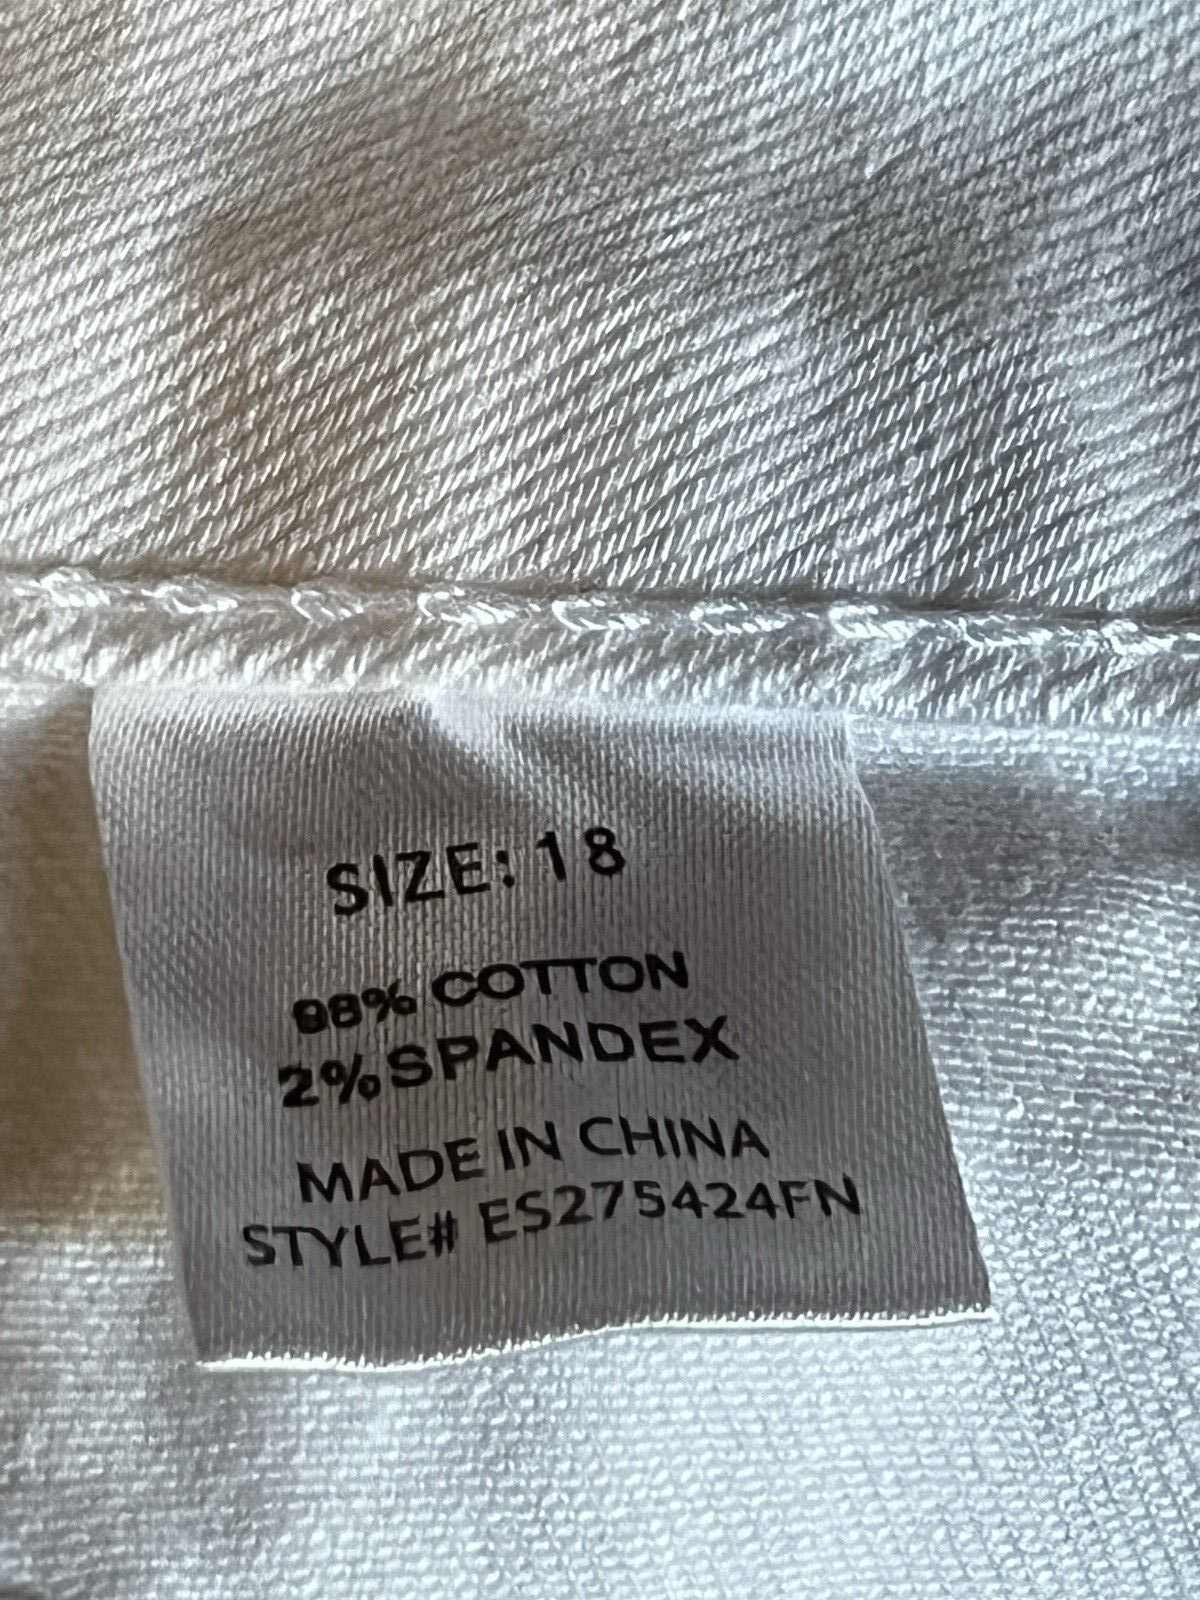 SIZE: 18
98% COTTON
2% SPANDEX
MADE IN CHINA
STYLE# ES275424FN